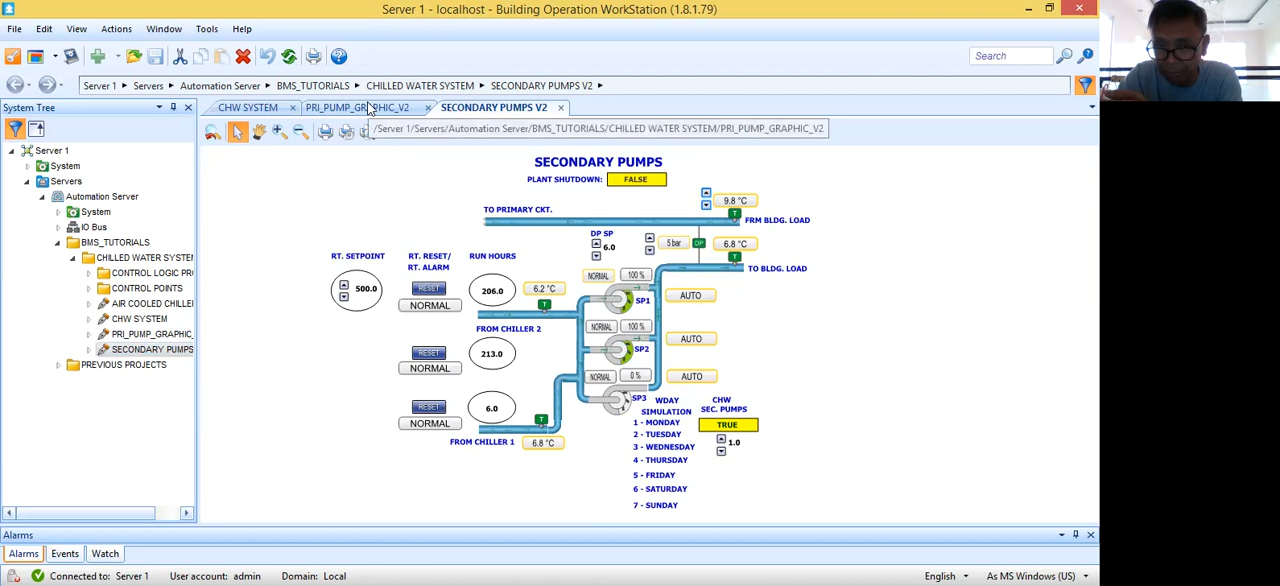 Server 1 - localhost - Building Operation WorkStation (1.8.1.79)
File Edit View Actions Window Tools Help
Search
Server 1 Servers Automation Server BMS_TUTORIALS CHILLED WATER SYSTEM SECONDARY PUMPS V2
System Tree
CHW SYSTEM PRI_PUMP_GRAPHIC_V2 SECONDARY PUMPS V2
/Server 1/Servers/Automation Server/BMS_TUTORIALS/CHILLED WATER SYSTEM/PRI_PUMP_GRAPHIC_V2
Server 1
System
Servers
Automation Server
System
I/O Bus
BMS_TUTORIALS
CHILLED WATER SYSTEM
CONTROL LOGIC PR
CONTROL POINTS
AIR COOLED CHILLE
CHW SYSTEM
PRI_PUMP_GRAPHIC_
SECONDARY PUMPS
PREVIOUS PROJECTS
SECONDARY PUMPS
PLANT SHUTDOWN: FALSE
9.8 °C
TO PRIMARY CKT.
T
FRM BLDG. LOAD
DP SP
6.0
5 bar
DP
6.8 °C
T
TO BLDG. LOAD
RT. SETPOINT
RT. RESET/
RT. ALARM
RUN HOURS
500.0
RESET
NORMAL
206.0
6.2 °C
T
NORMAL
100 %
SP1
AUTO
FROM CHILLER 2
RESET
NORMAL
213.0
NORMAL
100 %
SP2
AUTO
NORMAL
0 %
SP3
AUTO
RESET
NORMAL
6.0
T
FROM CHILLER 1
6.8 °C
WDAY
SIMULATION
1 - MONDAY
2 - TUESDAY
3 - WEDNESDAY
4 - THURSDAY
5 - FRIDAY
6 - SATURDAY
7 - SUNDAY
CHW
SEC. PUMPS
TRUE
1.0
Alarms
Alarms Events Watch
Connected to: Server 1 User account: admin Domain: Local English As MS Windows (US)